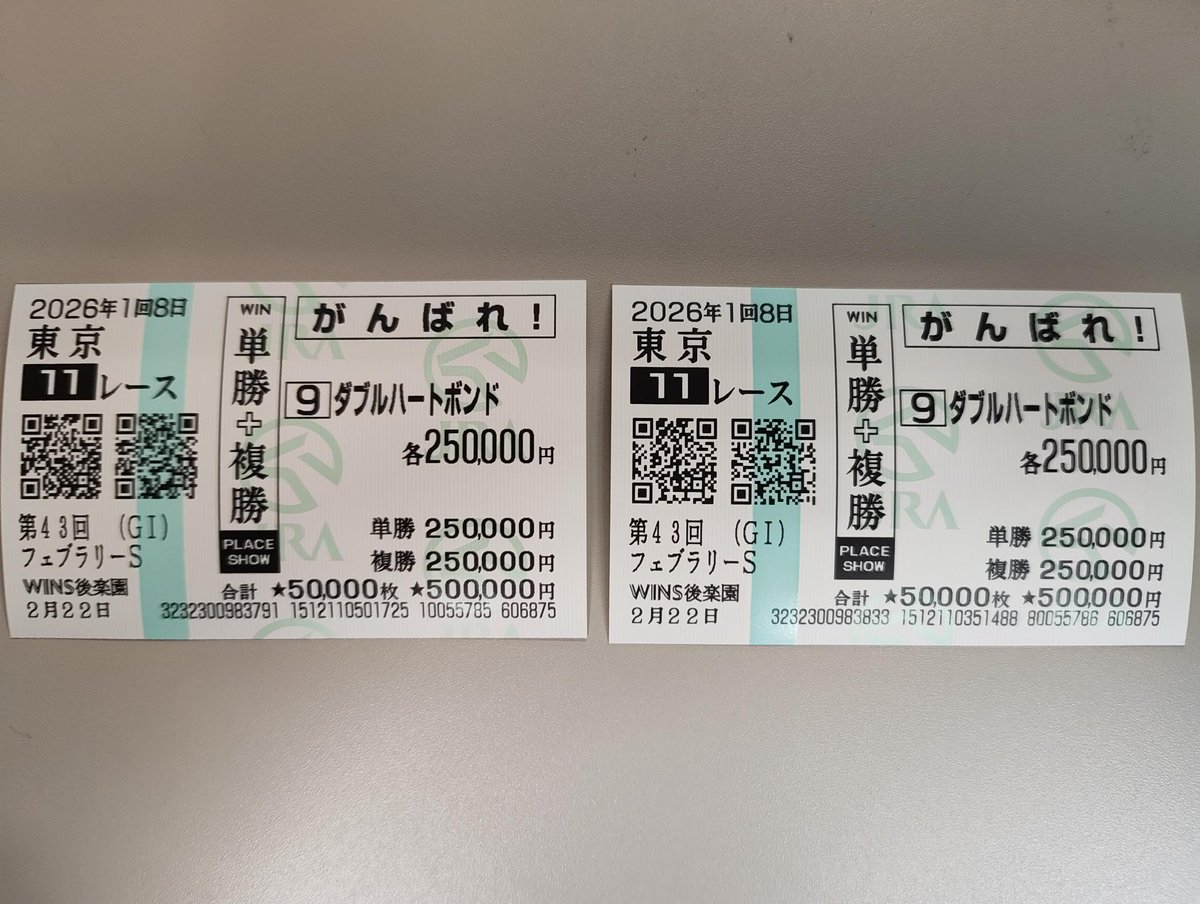 2026年1回8日
東京
11レース
第43回 (GⅠ)
フェブラリーS
WINS後楽園
2月22日
WIN
単勝+複勝
PLACE
SHOW
がんばれ!
9 ダブルハートボンド
各250,000円
単勝 250,000円
複勝 250,000円
合計 ★50,000枚 ★500,000円
3232300983791 1512110501725 10055785 606875
JRA
2026年1回8日
東京
11レース
第43回 (GⅠ)
フェブラリーS
WINS後楽園
2月22日
WIN
単勝+複勝
PLACE
SHOW
がんばれ!
9 ダブルハートボンド
各250,000円
単勝 250,000円
複勝 250,000円
合計 ★50,000枚 ★500,000円
3232300983833 1512110351488 80055786 606875
JRA